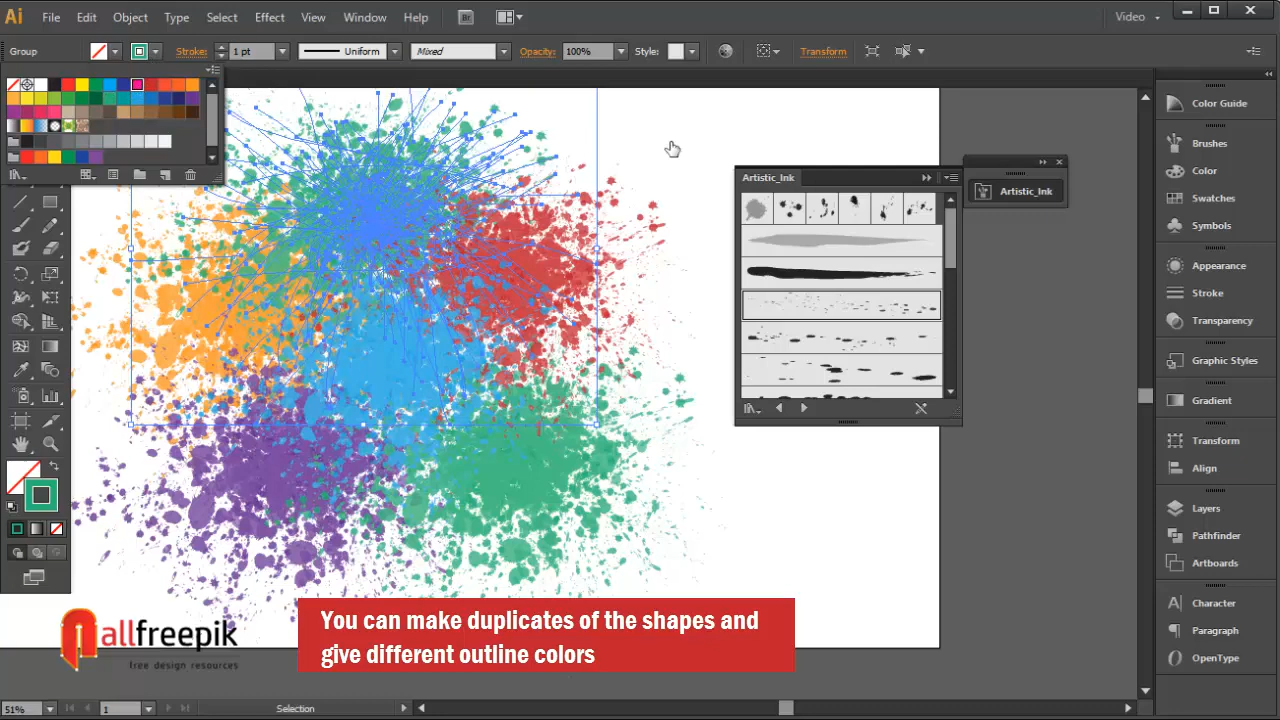 Ai File Edit Object Type Select Effect View Window Help Br Video
Group Stroke: 1 pt Uniform Mixed Opacity: 100% Style: Transform
Color Guide
Brushes
Color
Swatches
Symbols
Appearance
Stroke
Transparency
Graphic Styles
Gradient
Transform
Align
Layers
Pathfinder
Artboards
Character
Paragraph
OpenType
Artistic_Ink
Artistic_Ink
allfreepik
free design resources
You can make duplicates of the shapes and
give different outline colors
51% 1 Selection